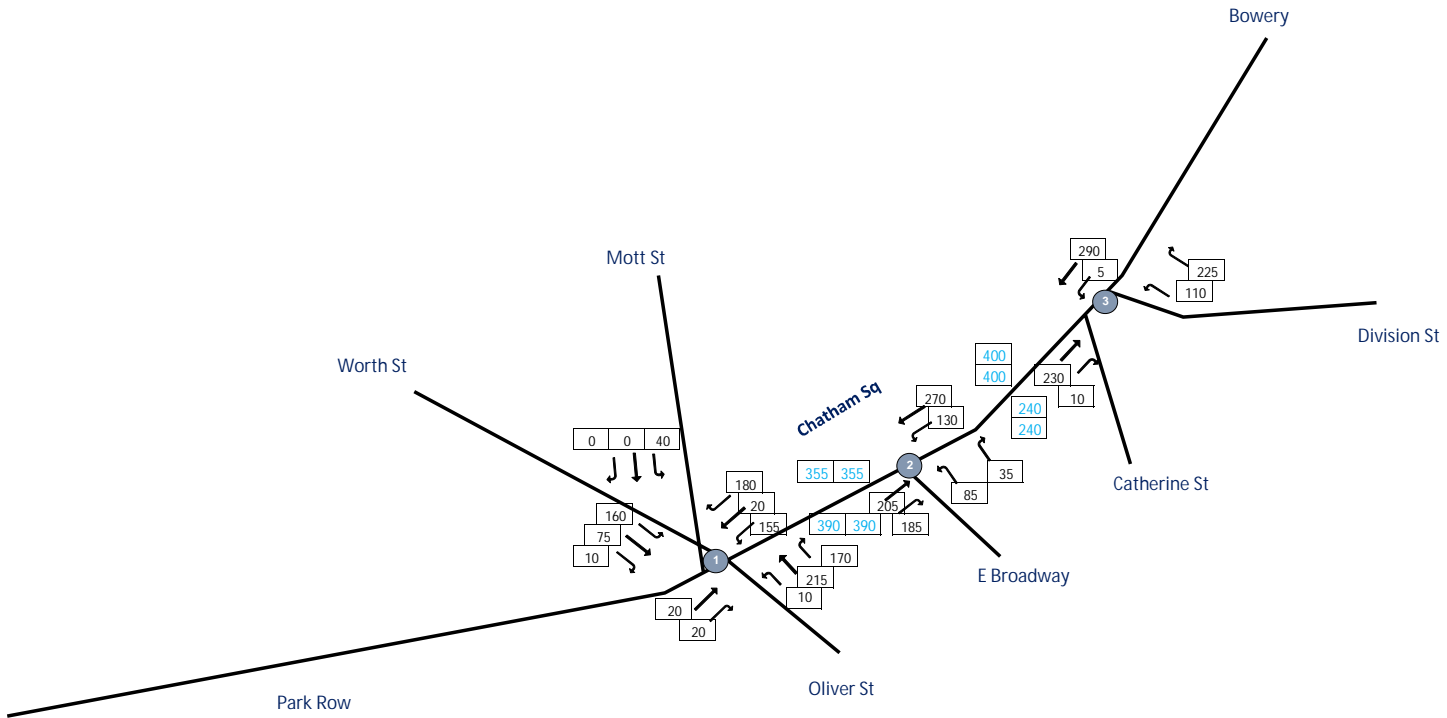 Bowery
290
5
225
110
3
Division St
Mott St
Worth St
400
400
230
10
Chatham Sq
270
130
240
240
Catherine St
0 0 40
355 355
2
35
85
180
20
155
205
390 390 185
E Broadway
160
75
10
1
170
215
10
20
20
Oliver St
Park Row